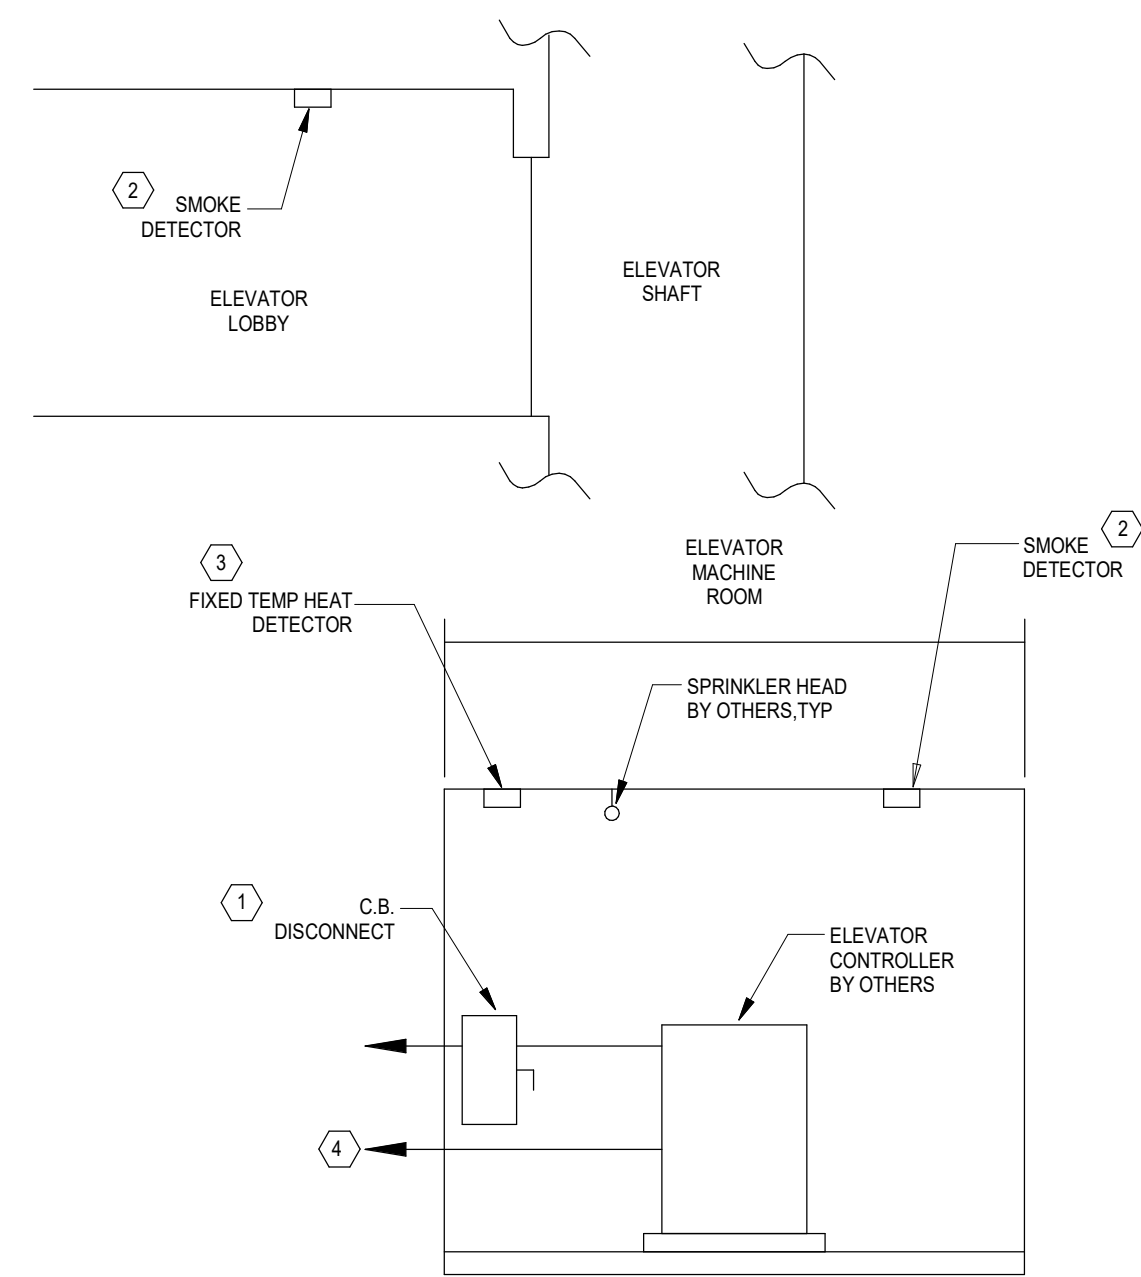 2
SMOKE
DETECTOR
ELEVATOR
LOBBY
ELEVATOR
SHAFT
3
FIXED TEMP HEAT
DETECTOR
ELEVATOR
MACHINE
ROOM
SMOKE
DETECTOR
2
SPRINKLER HEAD
BY OTHERS,TYP
1
C.B.
DISCONNECT
ELEVATOR
CONTROLLER
BY OTHERS
4